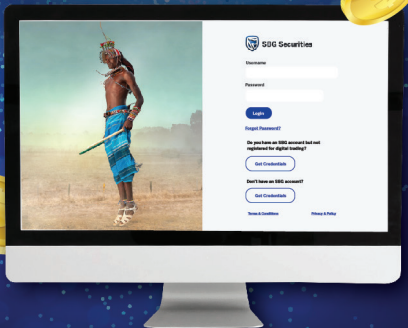 SBG Securities
Username
Password
Login
Forgot Password?
Do you have an SBG account but not
registered for digital trading?
Get Credentials
Don't have an SBG account?
Get Credentials
Terms & Conditions
Privacy & Policy